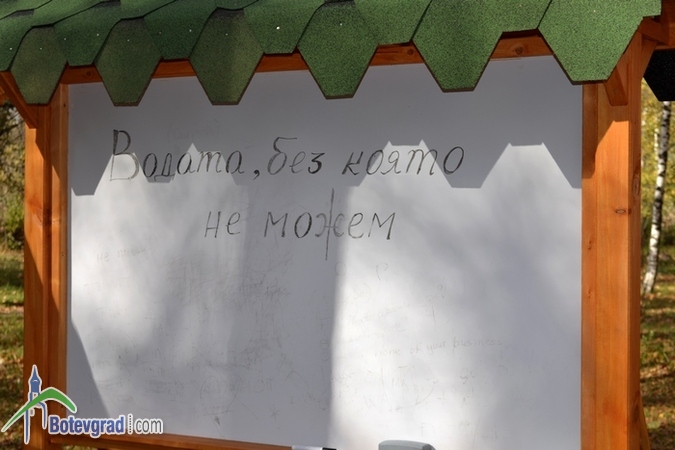 Водата, без която
не можем
Botevgrad.com